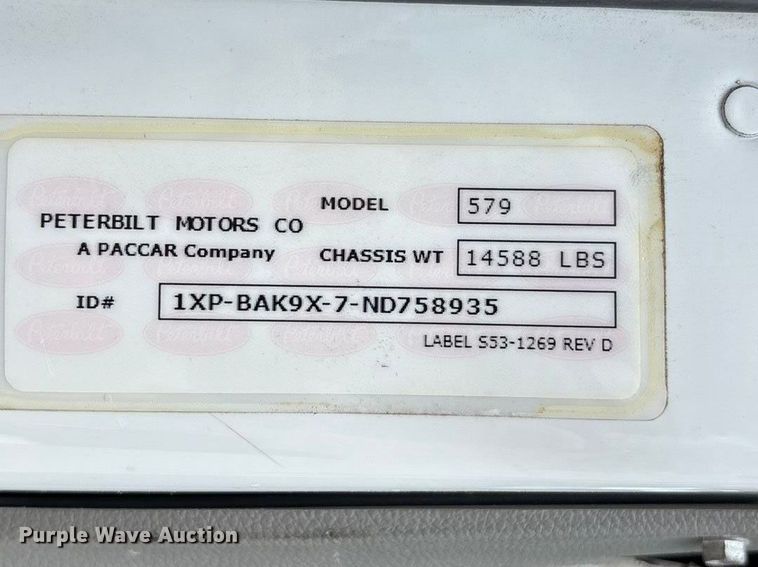 MODEL 579
PETERBILT MOTORS CO
A PACCAR Company
CHASSIS WT 14588 LBS
ID# 1XP-BAK9X-7-ND758935
LABEL S53-1269 REV D
Purple Wave Auction